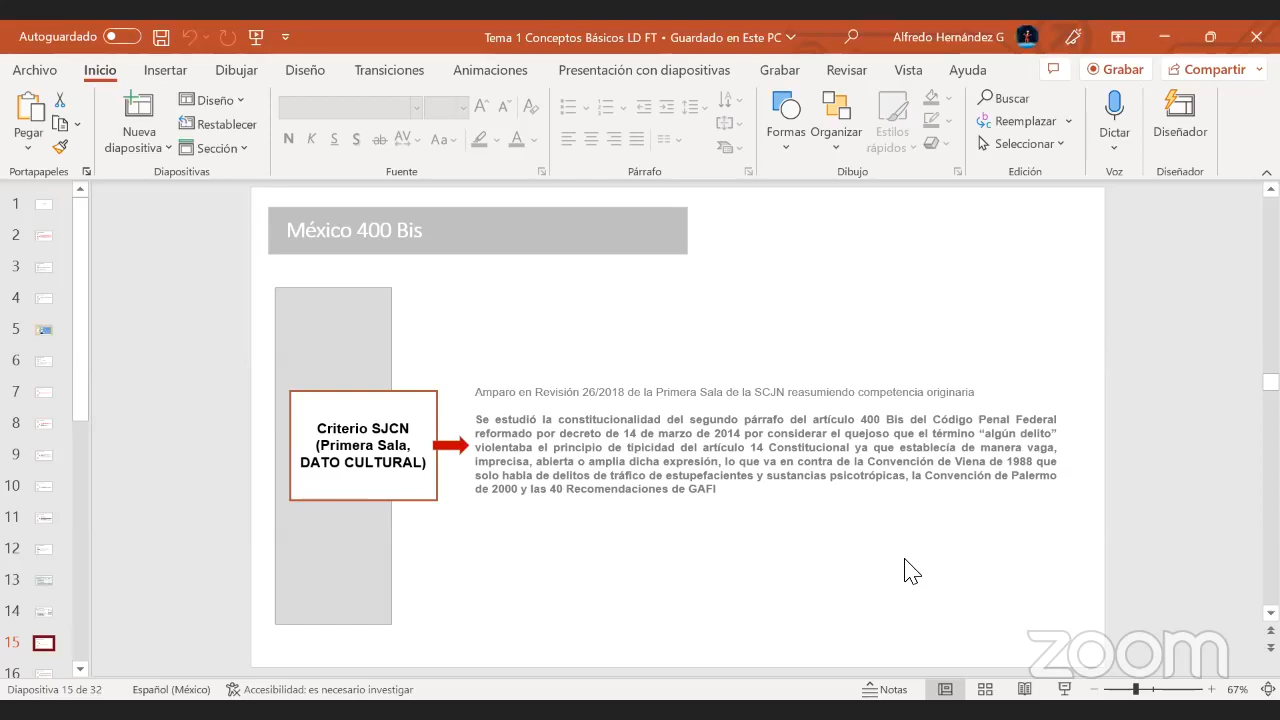 Autoguardado
Tema 1 Conceptos Básicos LD FT • Guardado en Este PC
Alfredo Hernández G
Archivo Inicio Insertar Dibujar Diseño Transiciones Animaciones Presentación con diapositivas Grabar Revisar Vista Ayuda Grabar Compartir
Pegar
Nueva diapositiva
Diseño
Restablecer
Sección
N K S S ab AV Aa A
Formas
Organizar
Estilos rápidos
Buscar
Reemplazar
Seleccionar
Dictar
Diseñador
Portapapeles Diapositivas Fuente Párrafo Dibujo Edición Voz Diseñador
1
2
3
4
5
6
7
8
9
10
11
12
13
14
15
16
México 400 Bis
Criterio SJCN
(Primera Sala,
DATO CULTURAL)
Amparo en Revisión 26/2018 de la Primera Sala de la SCJN reasumiendo competencia originaria
Se estudió la constitucionalidad del segundo párrafo del artículo 400 Bis del Código Penal Federal
reformado por decreto de 14 de marzo de 2014 por considerar el quejoso que el término “algún delito”
violentaba el principio de tipicidad del artículo 14 Constitucional ya que establecía de manera vaga,
imprecisa, abierta o amplia dicha expresión, lo que va en contra de la Convención de Viena de 1988 que
solo habla de delitos de tráfico de estupefacientes y sustancias psicotrópicas, la Convención de Palermo
de 2000 y las 40 Recomendaciones de GAFI
zoom
Diapositiva 15 de 32 Español (México) Accesibilidad: es necesario investigar Notas 67%